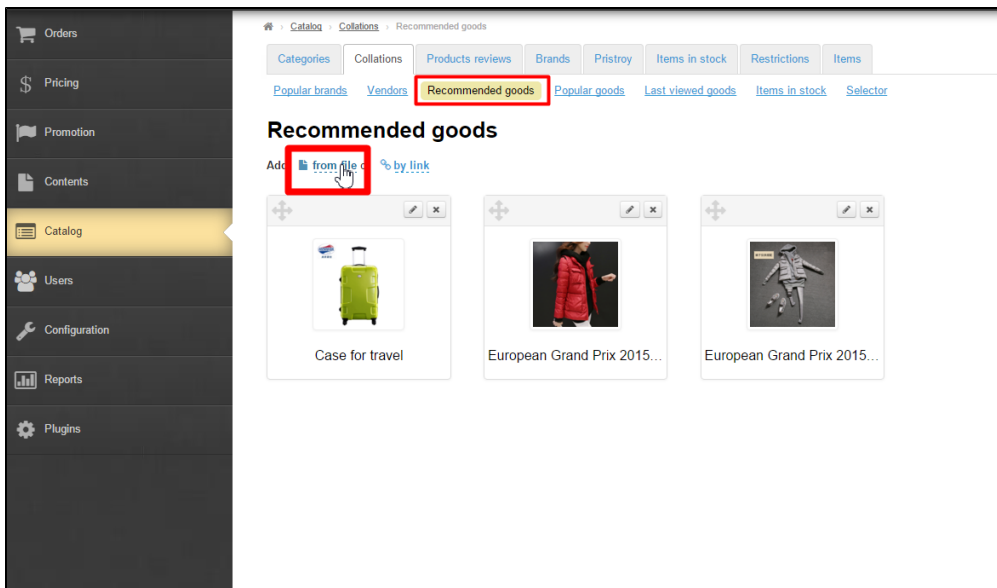 Orders
Pricing
Promotion
Contents
Catalog
Users
Configuration
Reports
Plugins
Catalog › Collations › Recommended goods
Categories Collations Products reviews Brands Pristroy Items in stock Restrictions Items
Popular brands Vendors Recommended goods Popular goods Last viewed goods Items in stock Selector
Recommended goods
Add from file by link
Case for travel
European Grand Prix 2015...
European Grand Prix 2015...